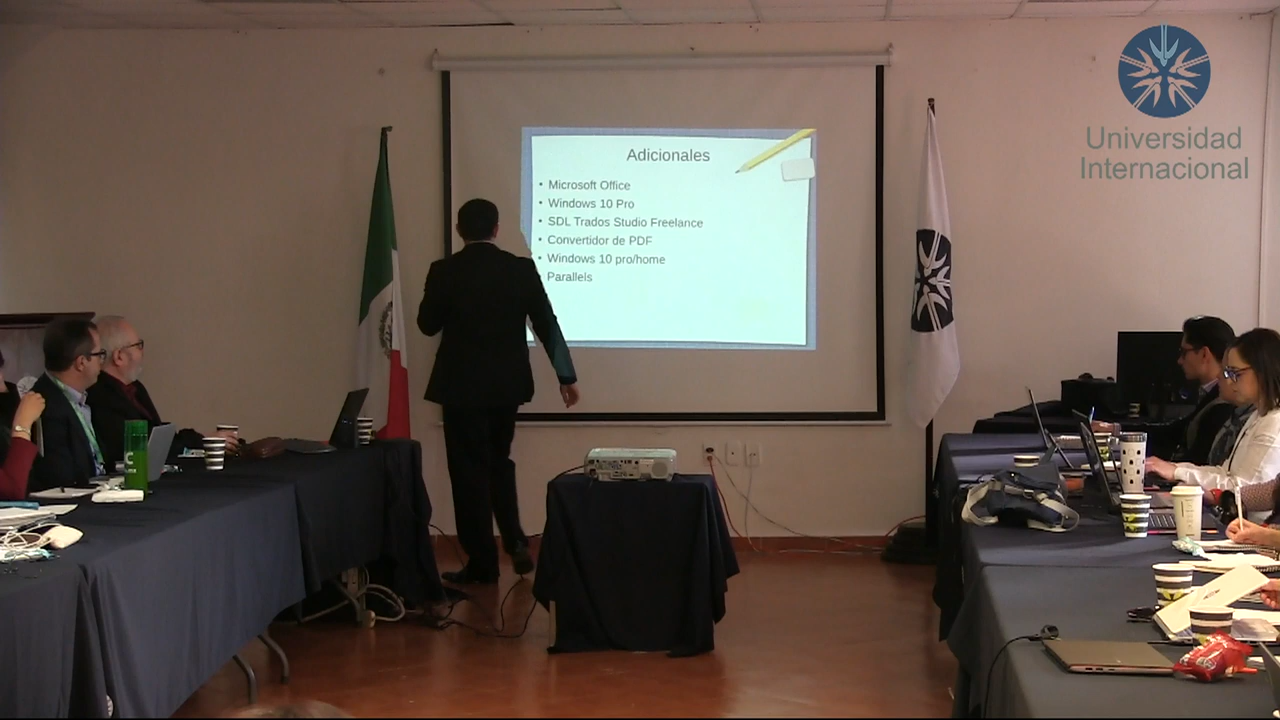 Universidad
Internacional
Adicionales
• Microsoft Office
• Windows 10 Pro
• SDL Trados Studio Freelance
• Convertidor de PDF
• Windows 10 pro/home
Parallels